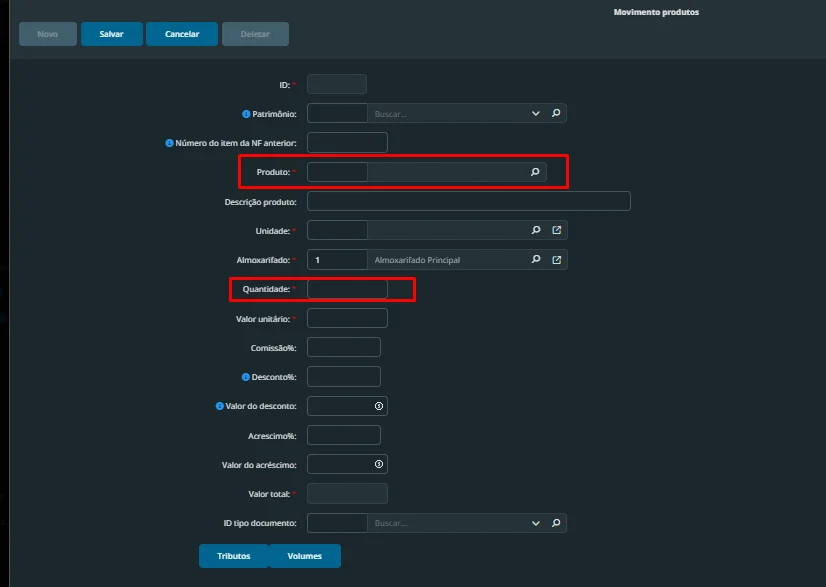 Movimento produtos
Novo Salvar Cancelar Deletar
ID: *
Patrimônio: Buscar...
Número do item da NF anterior:
Produto: *
Descrição produto:
Unidade: *
Almoxarifado: * 1 Almoxarifado Principal
Quantidade: *
Valor unitário: *
Comissão%:
Desconto%:
Valor do desconto:
Acrescimo%:
Valor do acréscimo:
Valor total: *
ID tipo documento: Buscar...
Tributos Volumes